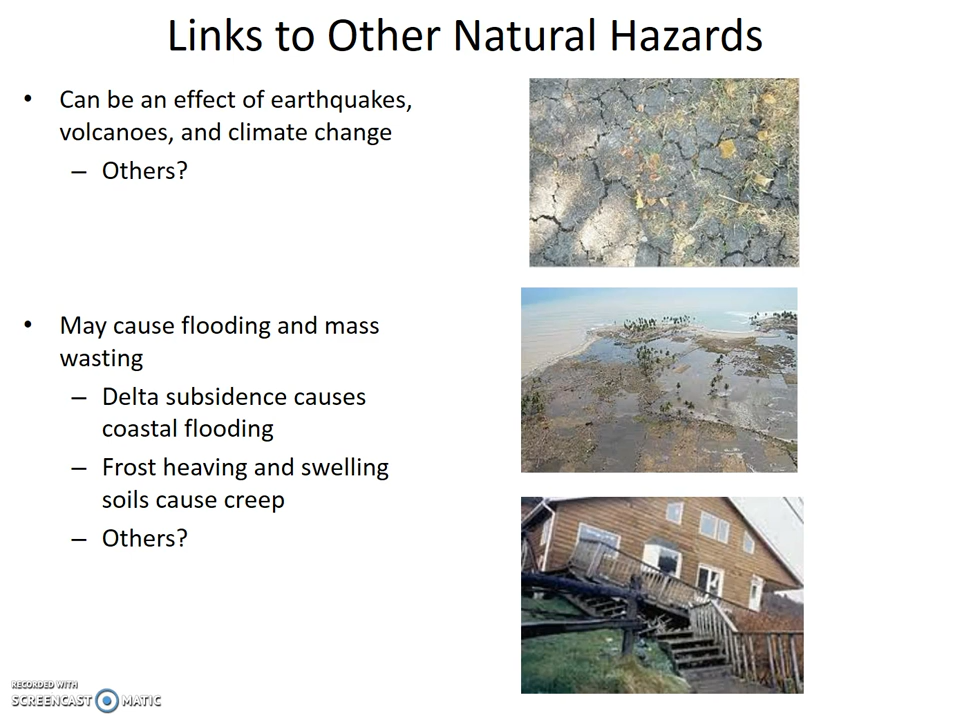 Links to Other Natural Hazards
• Can be an effect of earthquakes,
volcanoes, and climate change
– Others?
• May cause flooding and mass
wasting
– Delta subsidence causes
coastal flooding
– Frost heaving and swelling
soils cause creep
– Others?
RECORDED WITH
SCREENCAST MATIC